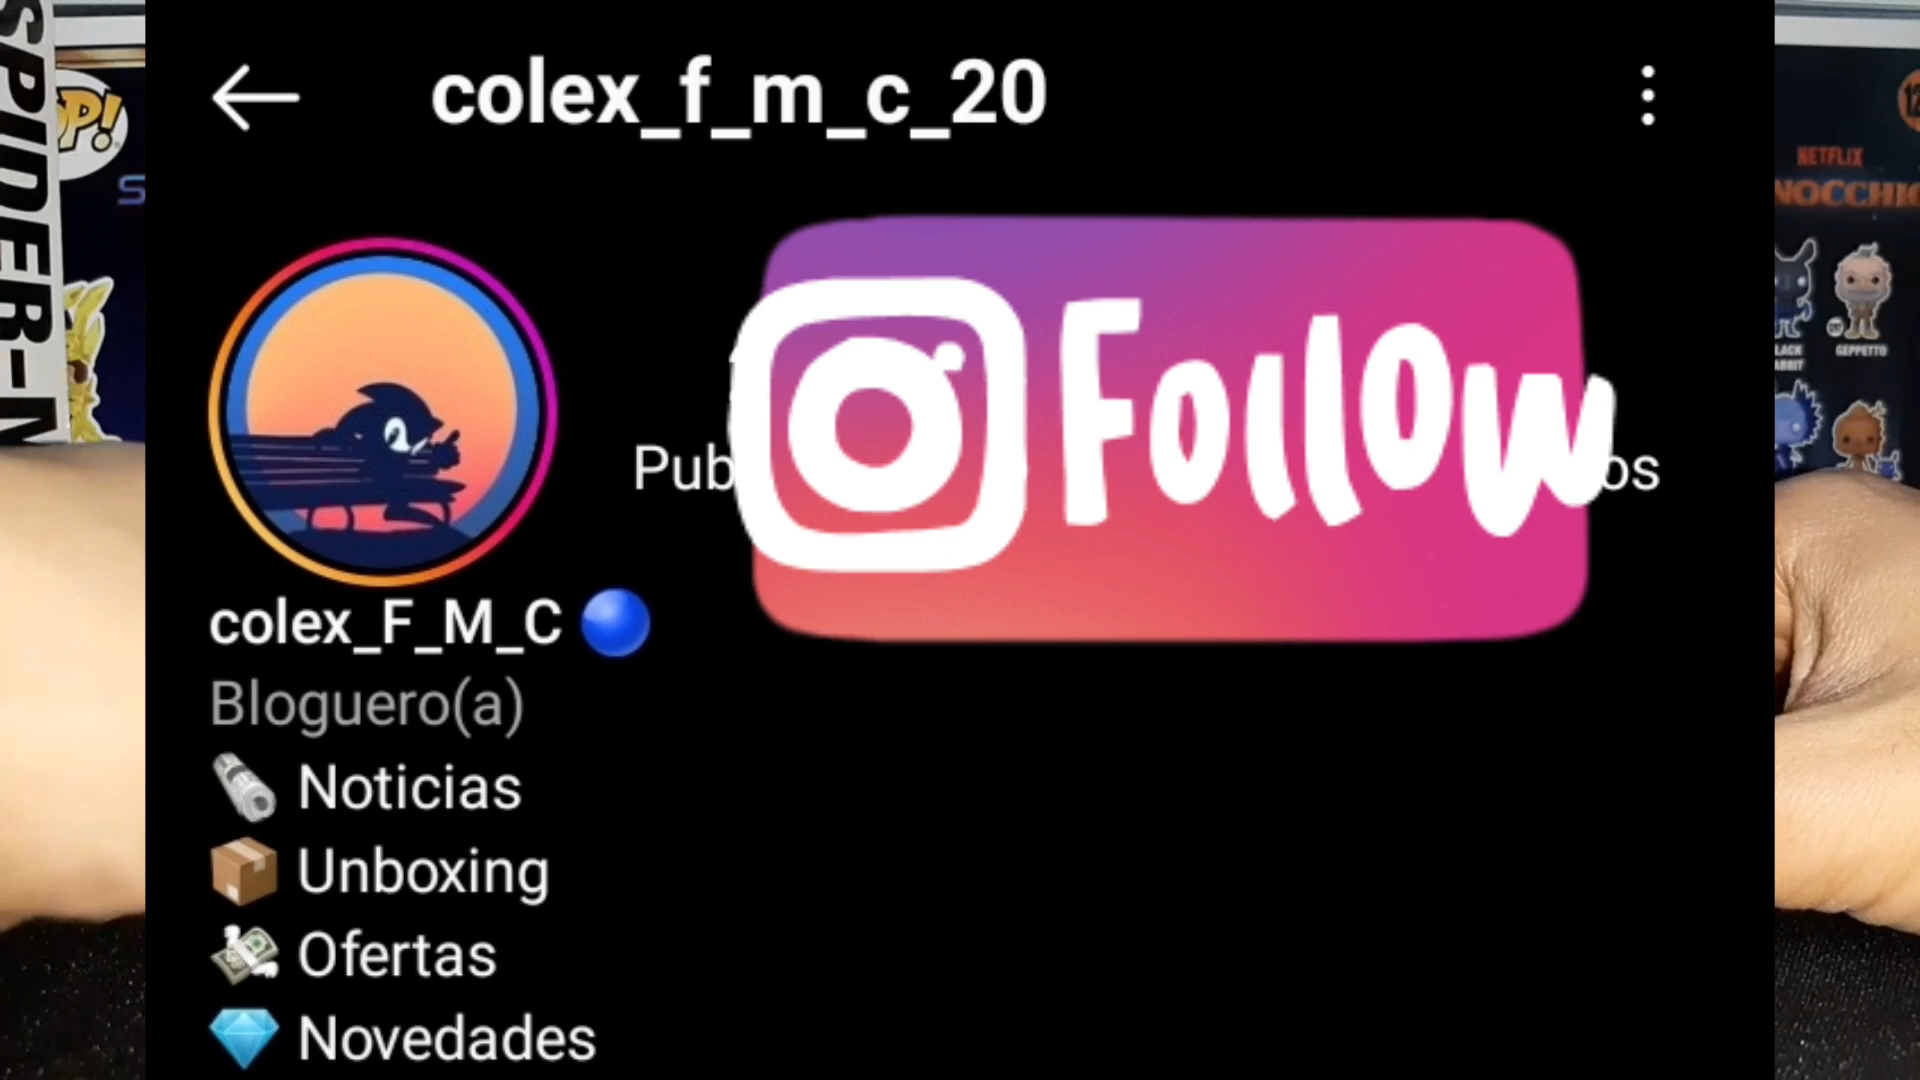 colex_f_m_c_20
SPIDER-
P!
S
NETFLIX
NOCCHIO
Follow
GEPPETTO
Pub
os
colex_F_M_C
Bloguero(a)
Noticias
Unboxing
Ofertas
Novedades